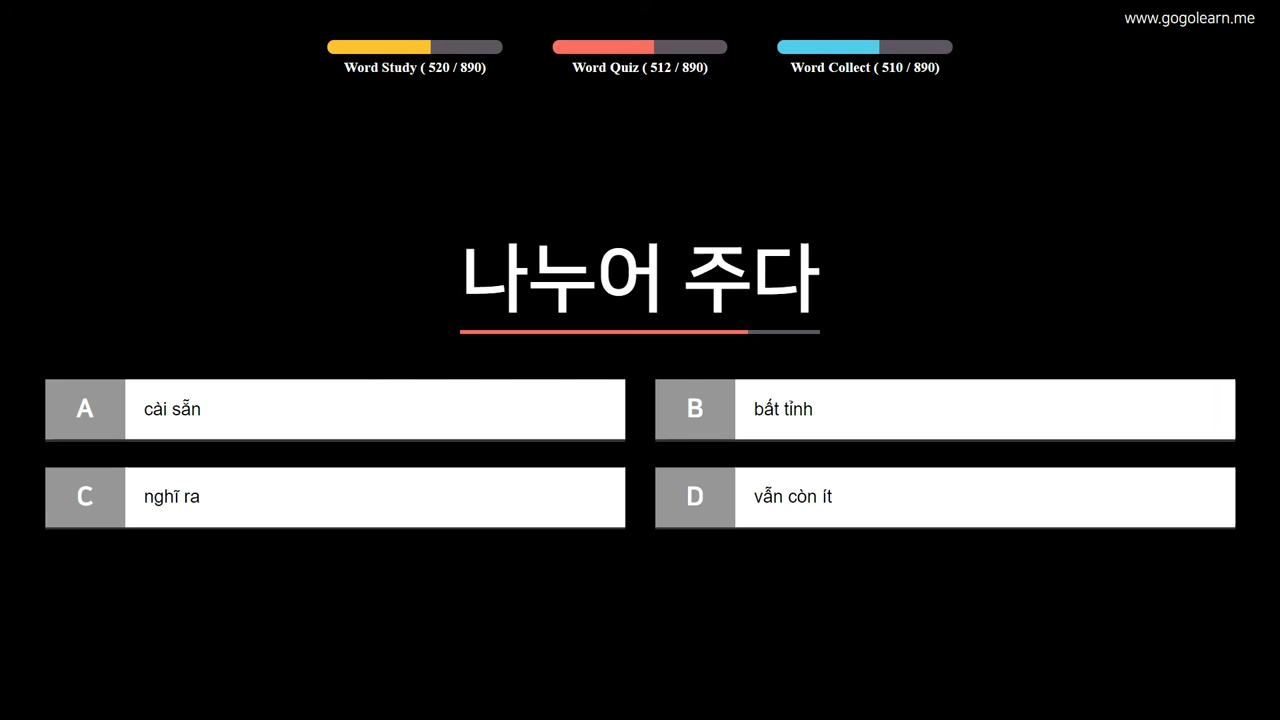 www.gogolearn.me
Word Study ( 520 / 890)
Word Quiz ( 512 / 890)
Word Collect ( 510 / 890)
나누어 주다
A cài sẵn
B bất tỉnh
C nghĩ ra
D vẫn còn ít